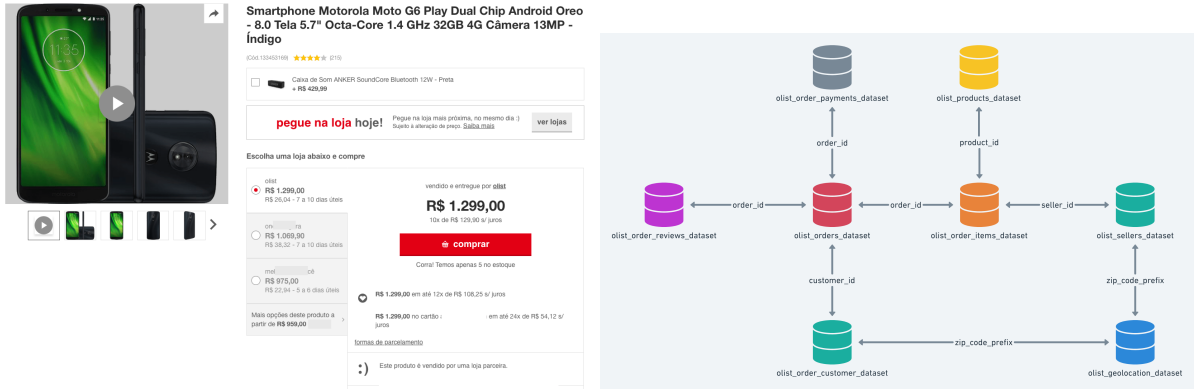 Smartphone Motorola Moto G6 Play Dual Chip Android Oreo
- 8.0 Tela 5.7" Octa-Core 1.4 GHz 32GB 4G Câmera 13MP -
Índigo
(Cód.133453169)
(215)
Caixa de Som ANKER SoundCore Bluetooth 12W - Preta
+ R$ 429,99
pegue na loja hoje!
Pegue na loja mais próxima, no mesmo dia :)
Sujeito à alteração de preço. Saiba mais
ver lojas
Escolha uma loja abaixo e compre
olist
R$ 1.299,00
R$ 26,04 - 7 a 10 dias úteis
R$ 1.069,90
R$ 38,32 - 7 a 10 dias úteis
R$ 975,00
R$ 22,94 - 5 a 6 dias úteis
Mais opções deste produto a
partir de R$ 959,00
vendido e entregue por olist
R$ 1.299,00
10x de R$ 129,90 s/ juros
comprar
Corra! Temos apenas 5 no estoque
R$ 1.299,00 em até 12x de R$ 108,25 s/ juros
R$ 1.299,00 no cartão em até 24x de R$ 54,12 s/
juros
formas de parcelamento
:)
Este produto é vendido por uma loja parceira.
olist_order_payments_dataset
olist_products_dataset
order_id
product_id
order_id
order_id
seller_id
olist_order_reviews_dataset
olist_orders_dataset
olist_order_items_dataset
olist_sellers_dataset
customer_id
zip_code_prefix
zip_code_prefix
olist_order_customer_dataset
olist_geolocation_dataset